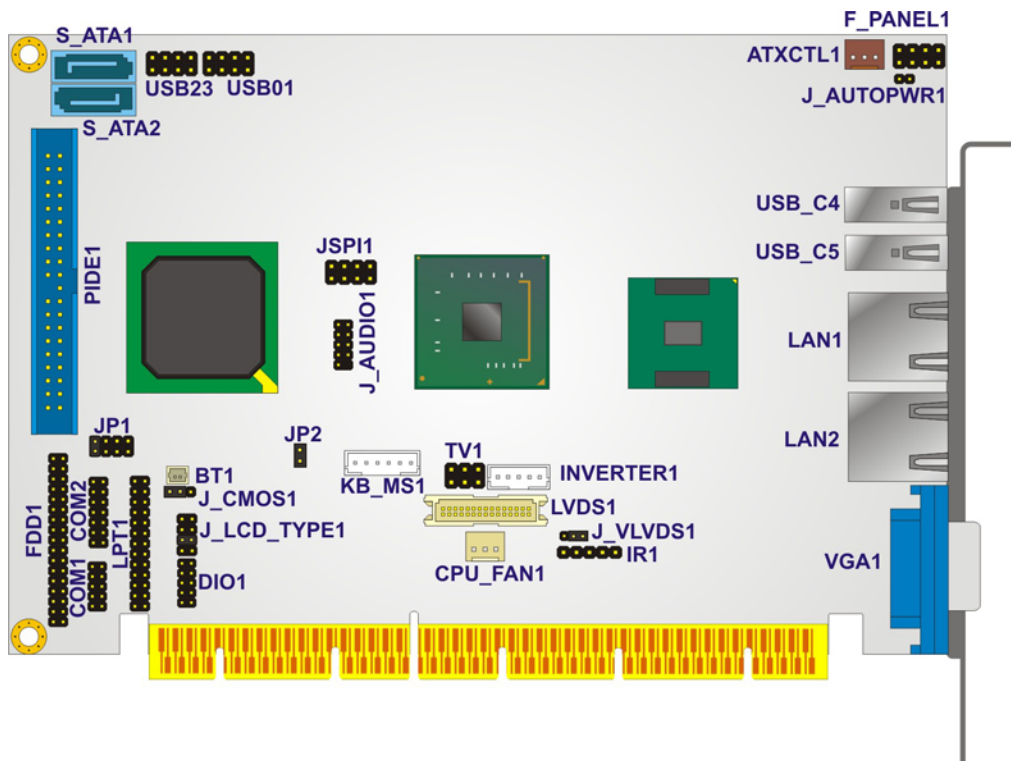 F_PANEL1
S_ATA1
ATXCTL1
USB23 USB01
J_AUTOPWR1
S_ATA2
USB_C4
JSPI1
USB_C5
PIDE1
J_AUDIO1
LAN1
JP1
JP2
LAN2
TV1
BT1
INVERTER1
KB_MS1
J_CMOS1
LVDS1
FDD1
COM2
LPT1
J_LCD_TYPE1
J_VLVDS1
IR1
VGA1
CPU_FAN1
COM1
DIO1